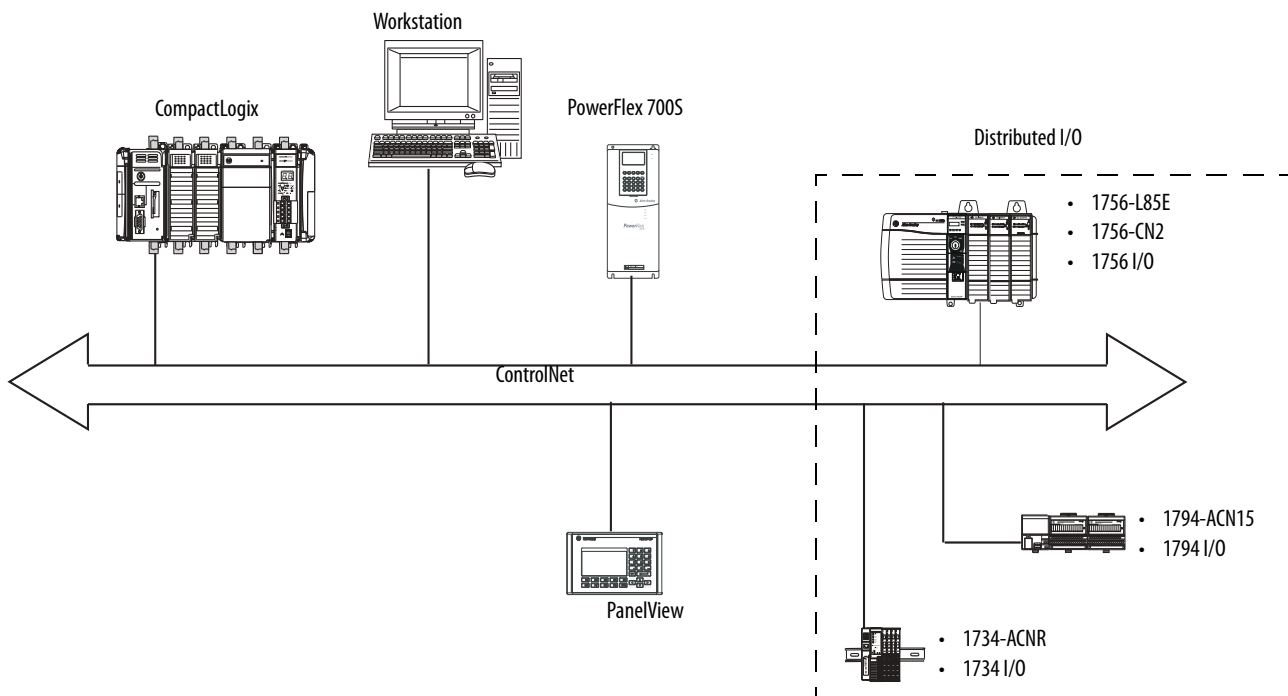 Workstation
CompactLogix
PowerFlex 700S
Distributed I/O
• 1756-L85E
• 1756-CN2
• 1756 I/O
ControlNet
• 1794-ACN15
• 1794 I/O
PanelView
• 1734-ACNR
• 1734 I/O